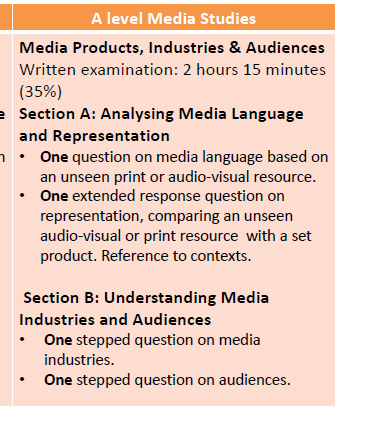 A level Media Studies
Media Products, Industries & Audiences
Written examination: 2 hours 15 minutes
(35%)
e Section A: Analysing Media Language
and Representation
n • One question on media language based on
an unseen print or audio-visual resource.
• One extended response question on
representation, comparing an unseen
audio-visual or print resource with a set
product. Reference to contexts.
Section B: Understanding Media
Industries and Audiences
• One stepped question on media
industries.
• One stepped question on audiences.